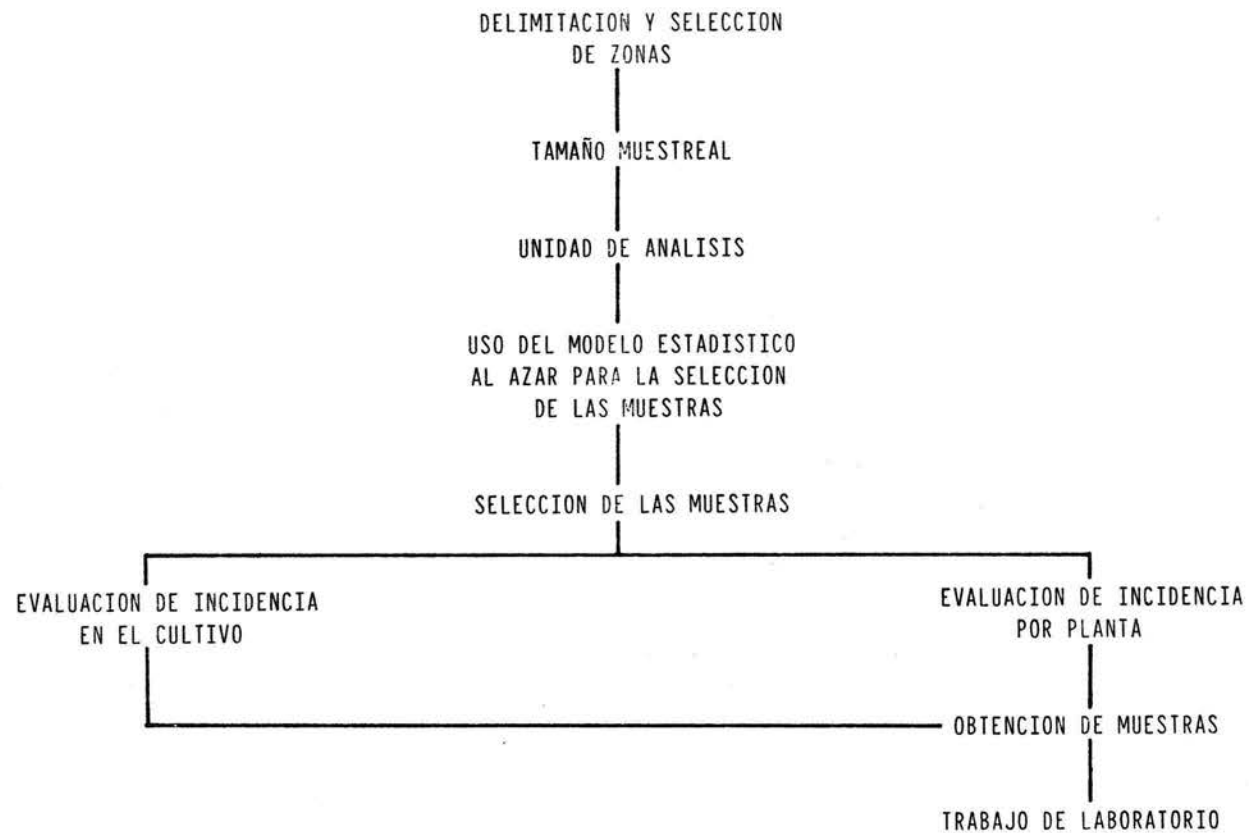 DELIMITACION Y SELECCION
DE ZONAS
TAMAÑO MUESTREAL
UNIDAD DE ANALISIS
USO DEL MODELO ESTADISTICO
AL AZAR PARA LA SELECCION
DE LAS MUESTRAS
SELECCION DE LAS MUESTRAS
EVALUACION DE INCIDENCIA
EN EL CULTIVO
EVALUACION DE INCIDENCIA
POR PLANTA
OBTENCION DE MUESTRAS
TRABAJO DE LABORATORIO